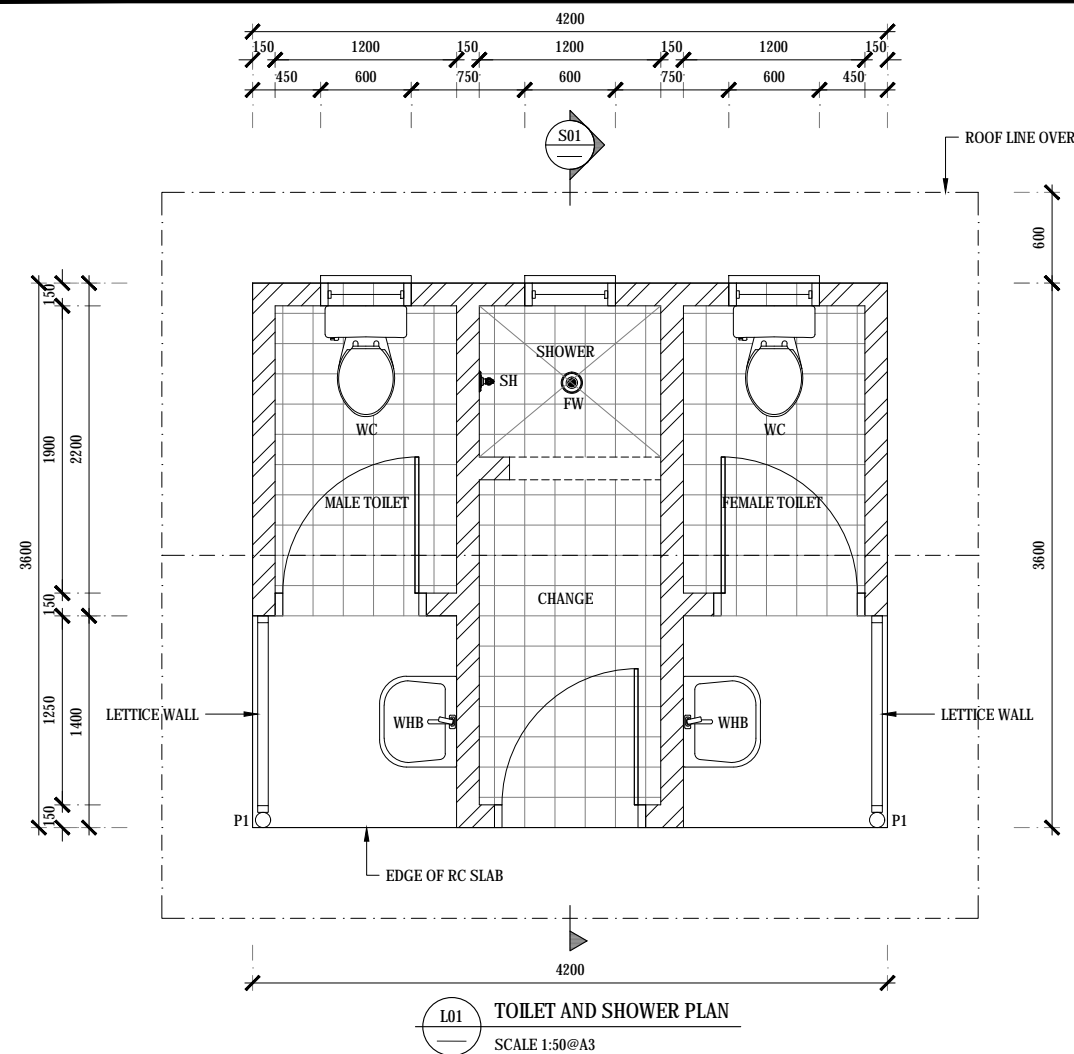 4200
150 1200 150 1200 150 1200 150
450 600 750 600 750 600 450
S01
ROOF LINE OVER
600
150
SHOWER
SH
FW
WC
WC
1900
2200
MALE TOILET
FEMALE TOILET
3600
3600
CHANGE
150
1250
1400
LETTICE WALL
WHB
WHB
LETTICE WALL
150
P1
P1
EDGE OF RC SLAB
4200
L01
TOILET AND SHOWER PLAN
SCALE 1:50@A3